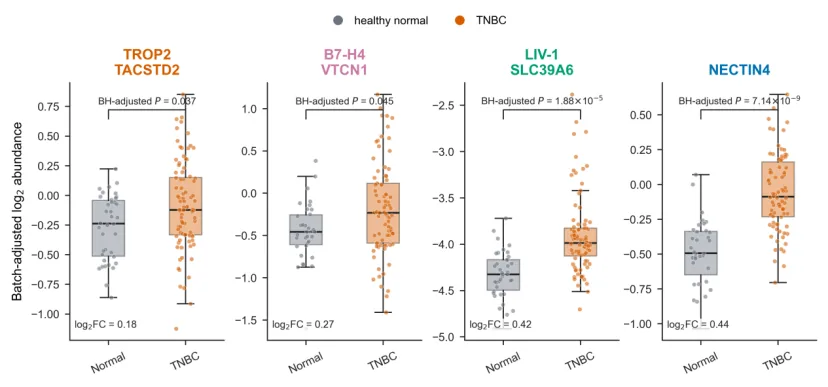 healthy normal TNBC
TROP2
TACSTD2
B7-H4
VTCN1
LIV-1
SLC39A6
NECTIN4
Batch-adjusted log₂ abundance
0.75
0.50
0.25
0.00
−0.25
−0.50
−0.75
−1.00
BH-adjusted P = 0.037
log₂FC = 0.18
Normal TNBC
1.0
0.5
0.0
−0.5
−1.0
−1.5
BH-adjusted P = 0.045
log₂FC = 0.27
Normal TNBC
−2.5
−3.0
−3.5
−4.0
−4.5
−5.0
BH-adjusted P = 1.88×10⁻⁵
log₂FC = 0.42
Normal TNBC
0.50
0.25
0.00
−0.25
−0.50
−0.75
−1.00
BH-adjusted P = 7.14×10⁻⁹
log₂FC = 0.44
Normal TNBC